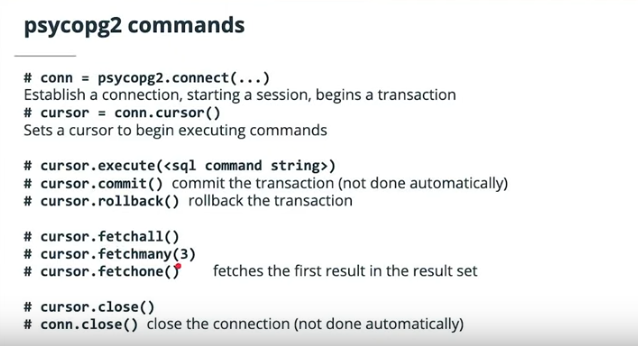 psycopg2 commands
# conn = psycopg2.connect(...)
Establish a connection, starting a session, begins a transaction
# cursor = conn.cursor()
Sets a cursor to begin executing commands
# cursor.execute(<sql command string>)
# cursor.commit() commit the transaction (not done automatically)
# cursor.rollback() rollback the transaction
# cursor.fetchall()
# cursor.fetchmany(3)
# cursor.fetchone() fetches the first result in the result set
# cursor.close()
# conn.close() close the connection (not done automatically)